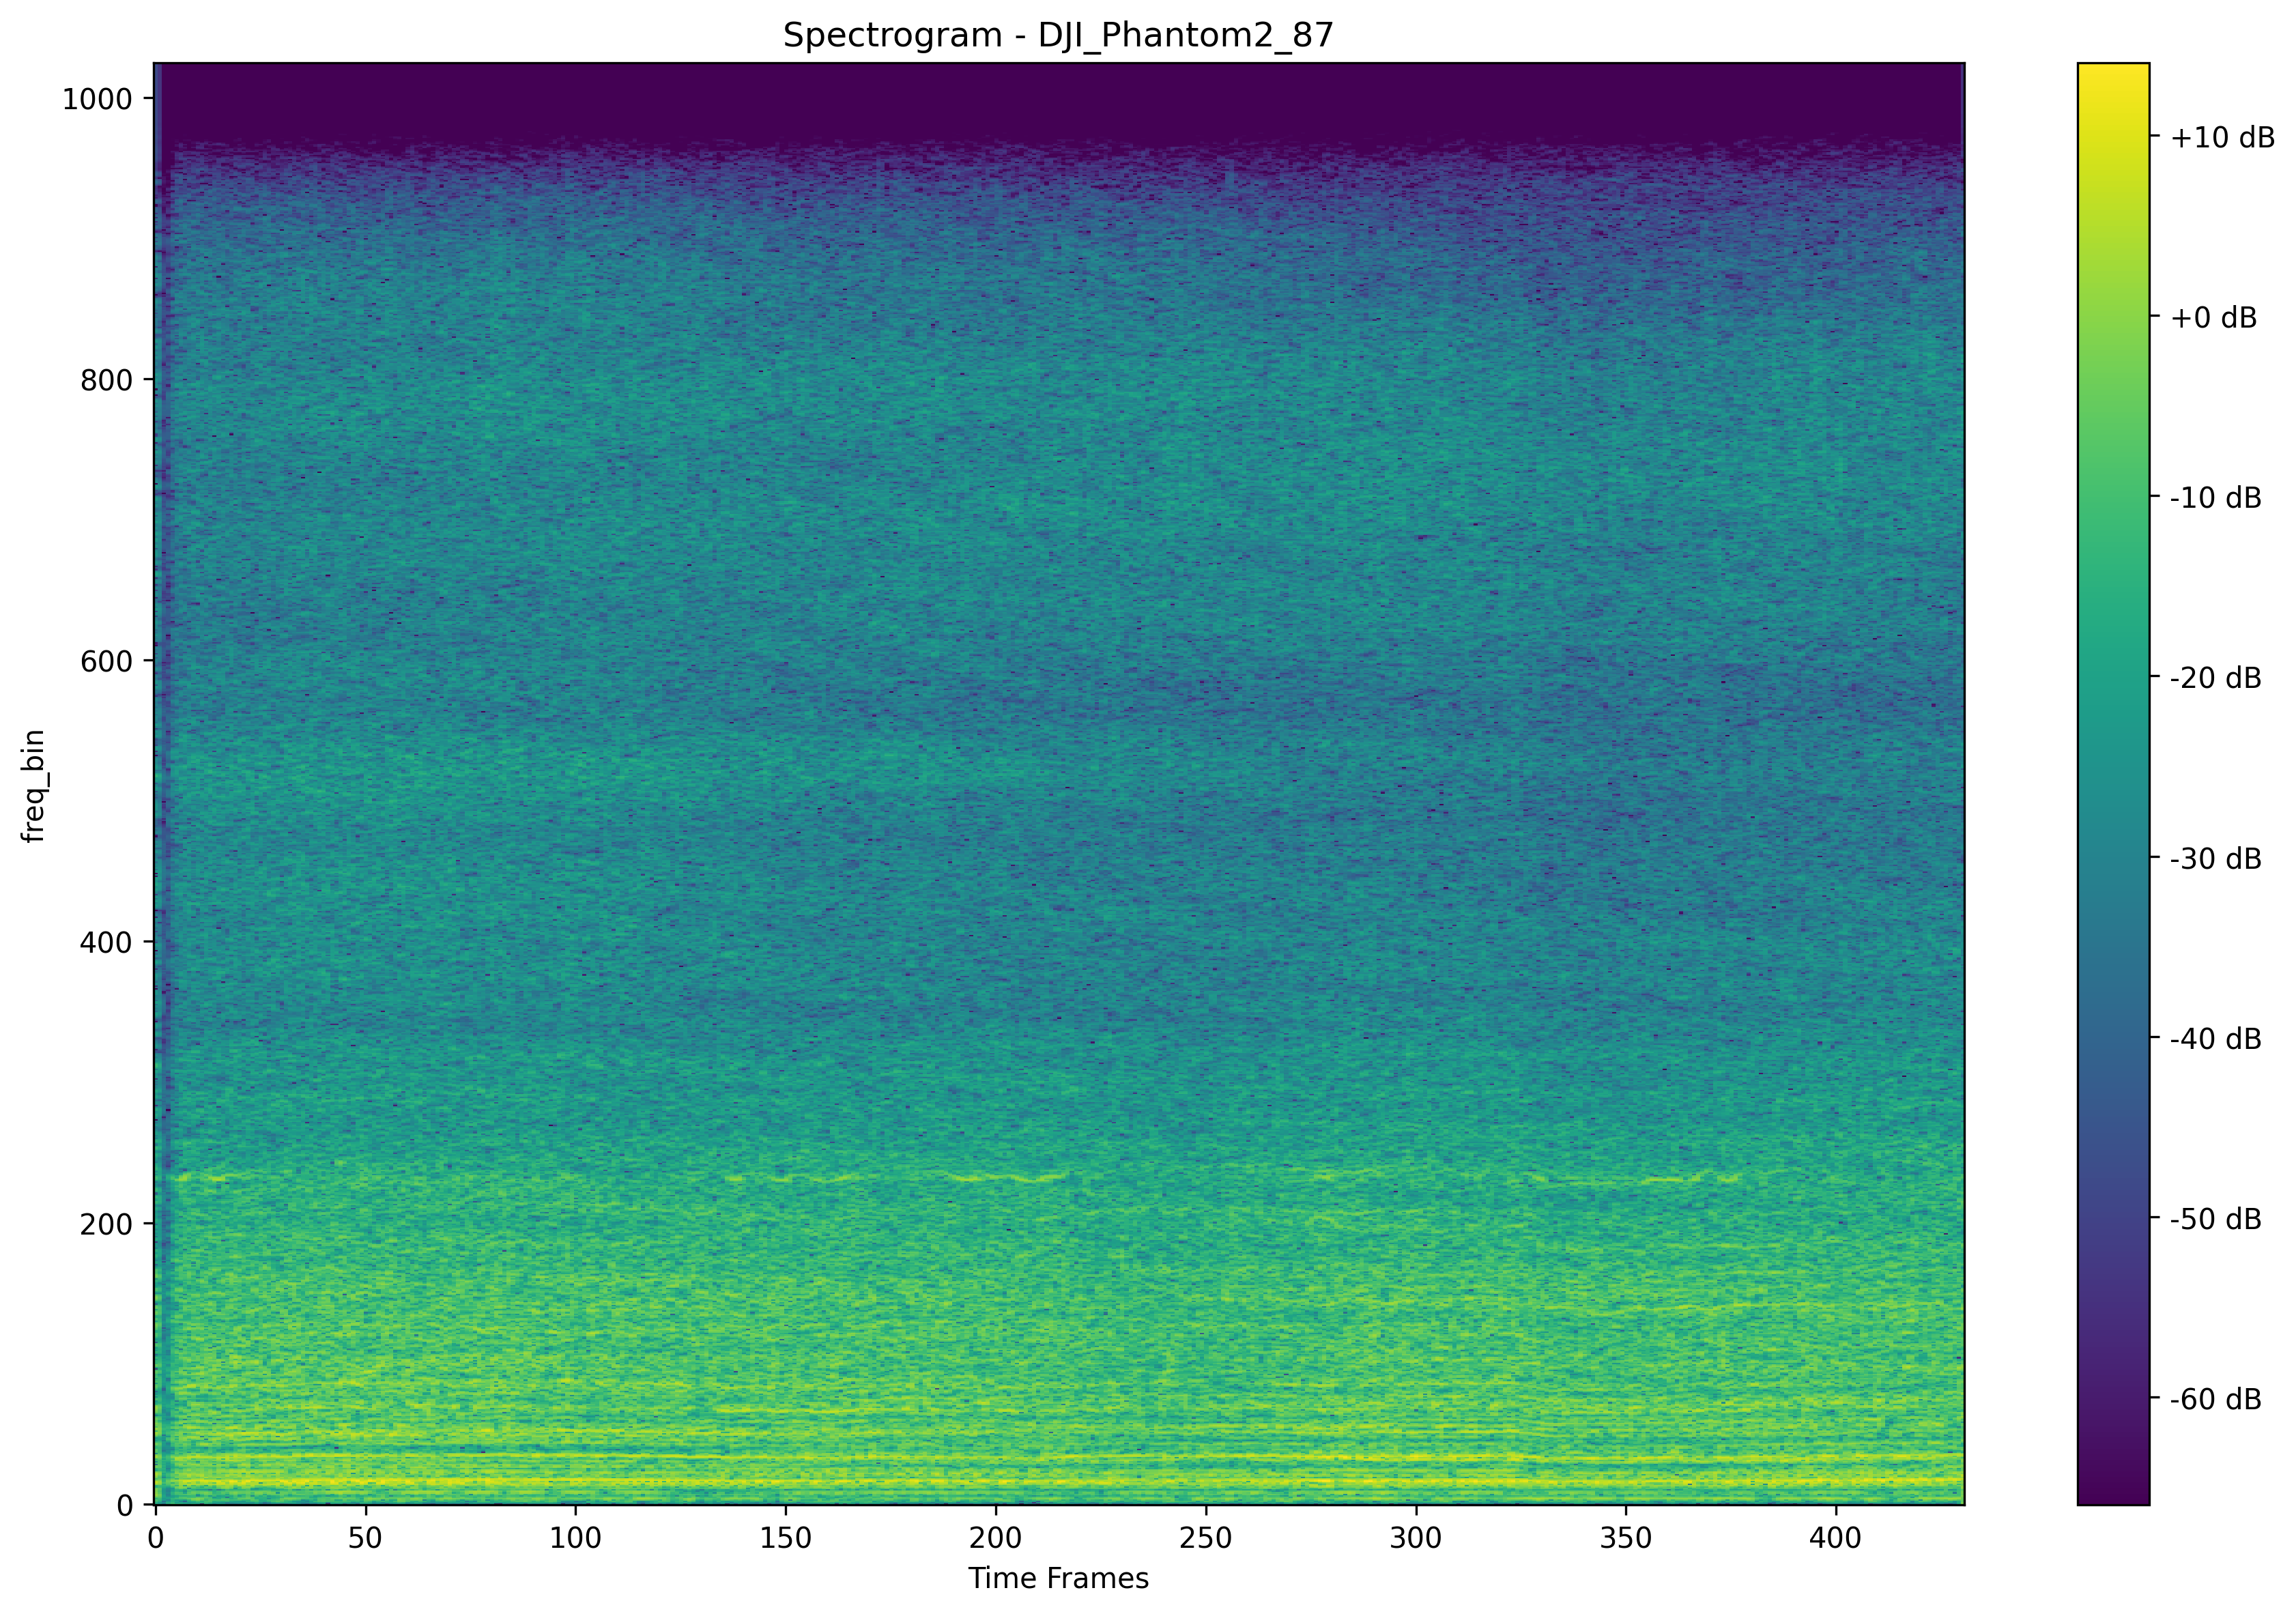 Spectrogram - DJI_Phantom2_87
1000
800
600
400
200
0
freq_bin
0 50 100 150 200 250 300 350 400
Time Frames
+10 dB
+0 dB
-10 dB
-20 dB
-30 dB
-40 dB
-50 dB
-60 dB